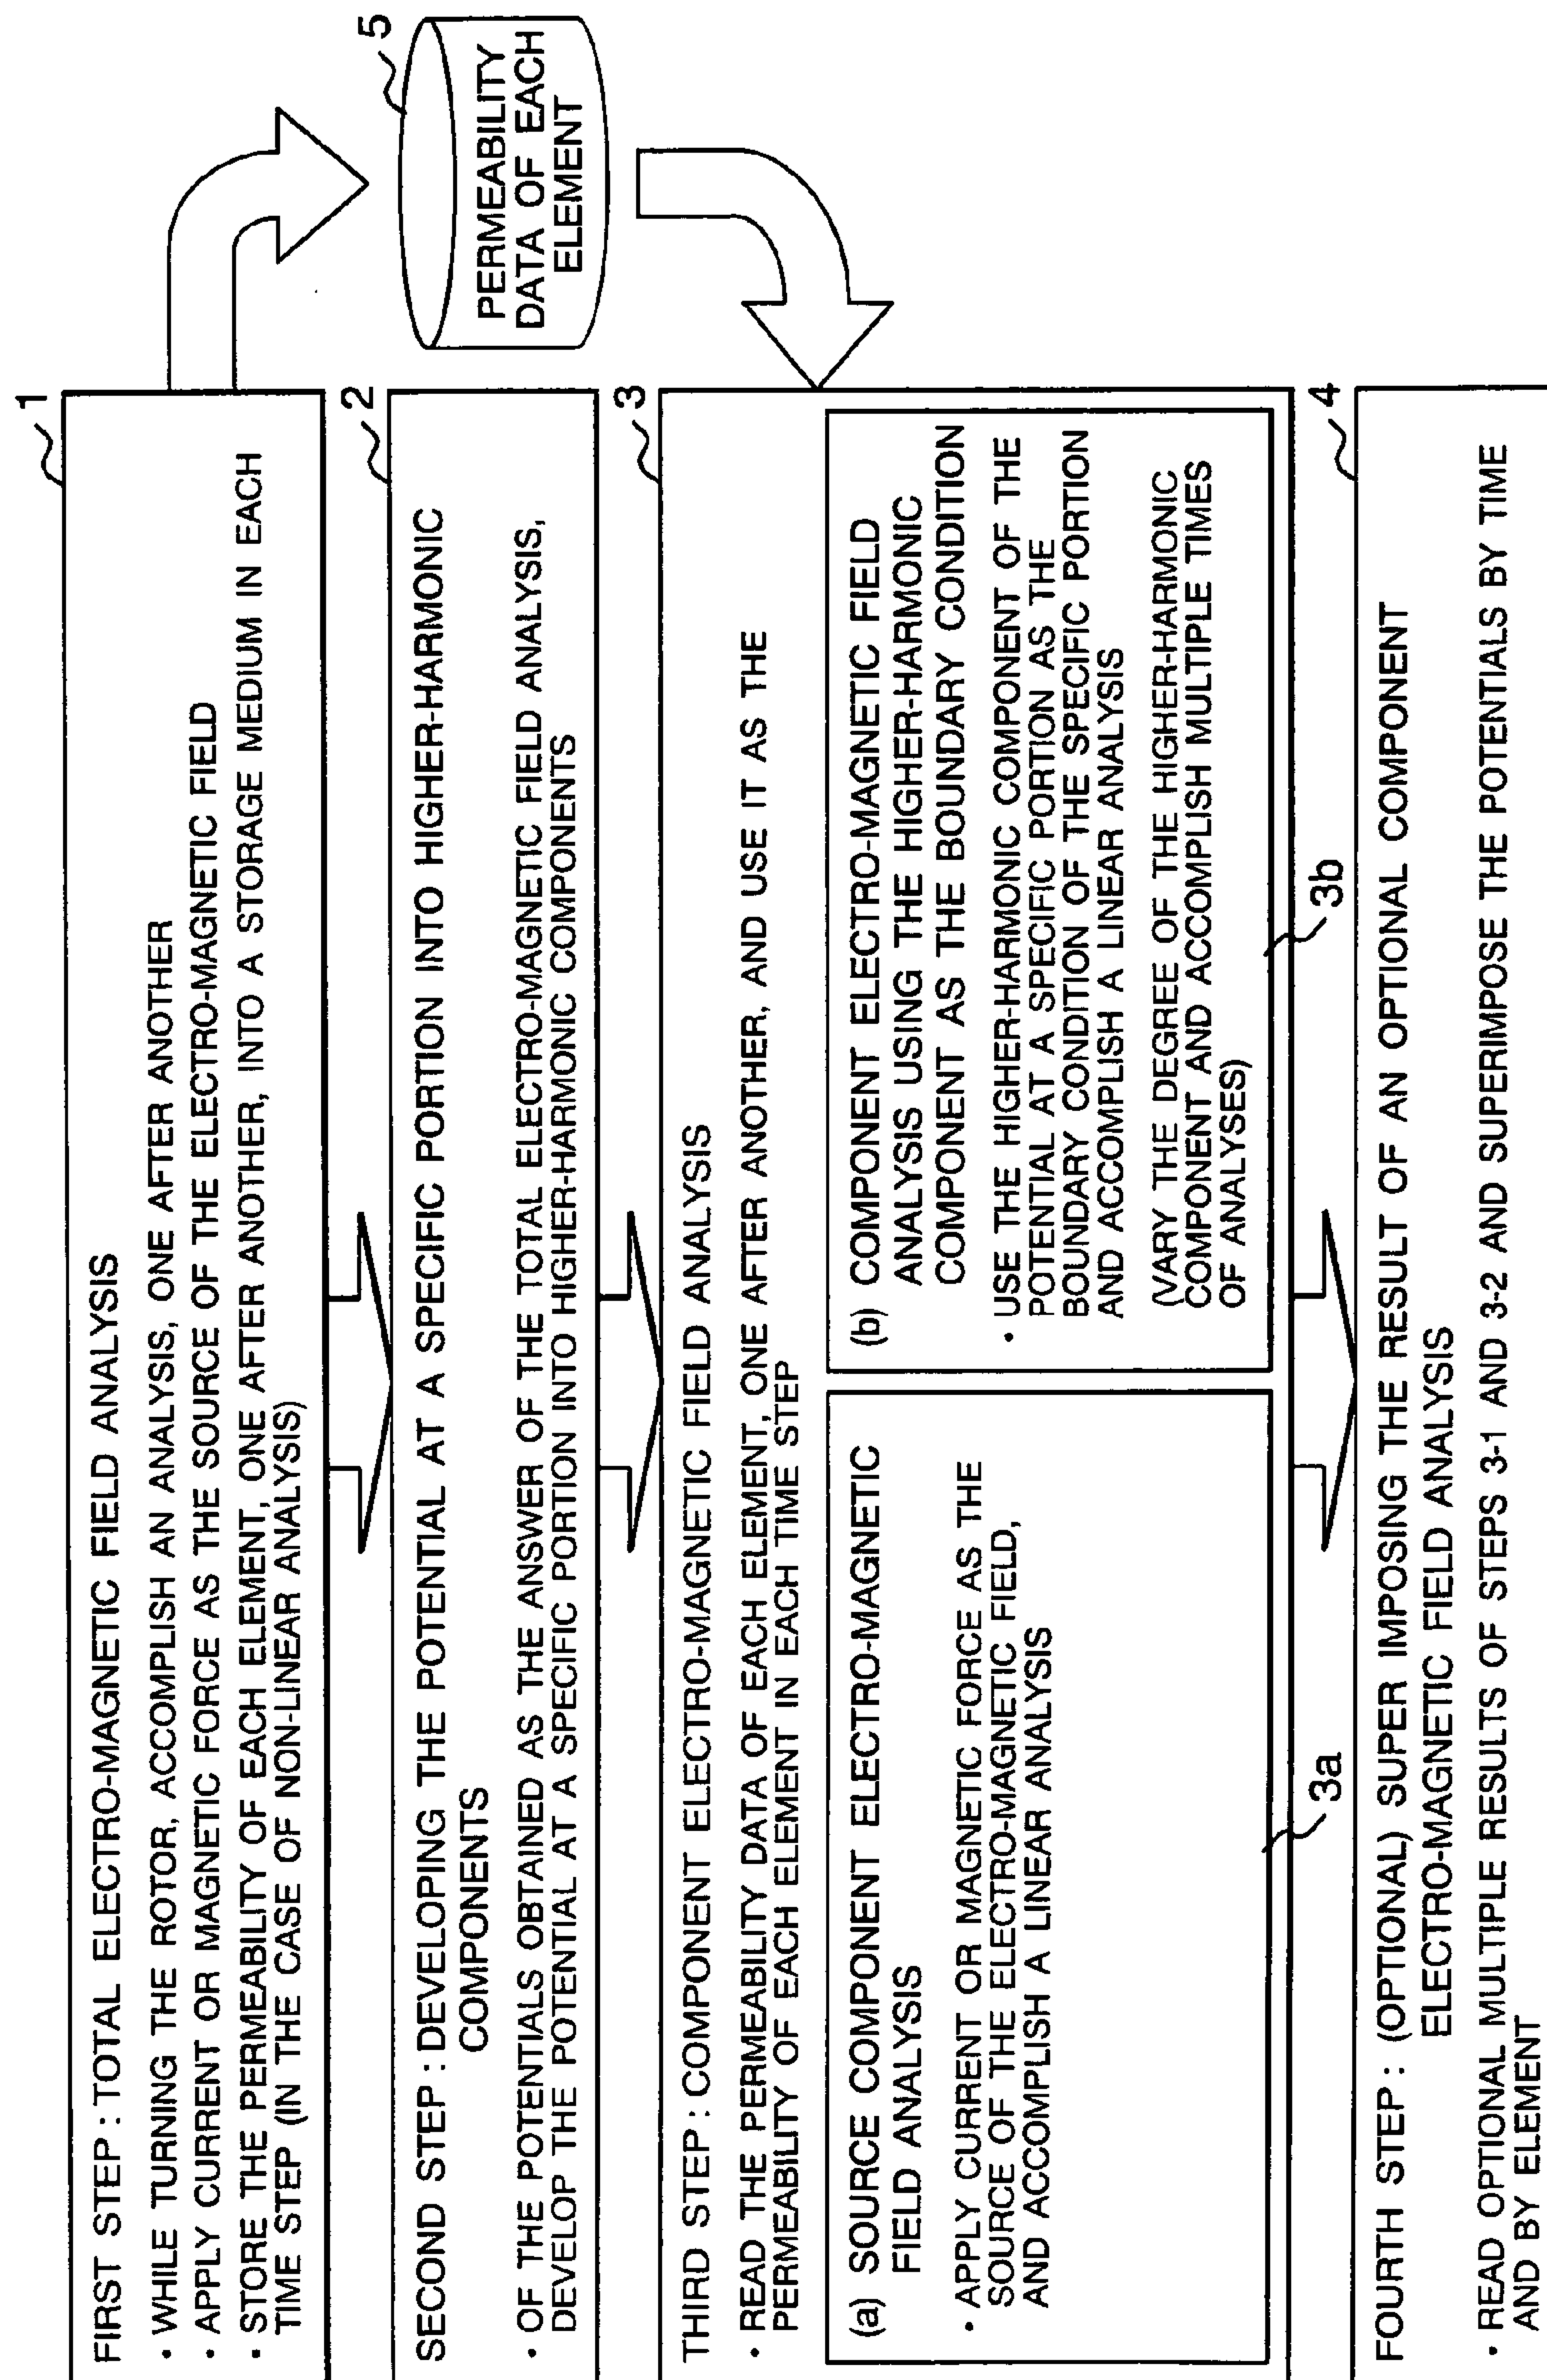 1
FIRST STEP : TOTAL ELECTRO-MAGNETIC FIELD ANALYSIS
• WHILE TURNING THE ROTOR, ACCOMPLISH AN ANALYSIS, ONE AFTER ANOTHER
• APPLY CURRENT OR MAGNETIC FORCE AS THE SOURCE OF THE ELECTRO-MAGNETIC FIELD
• STORE THE PERMEABILITY OF EACH ELEMENT, ONE AFTER ANOTHER, INTO A STORAGE MEDIUM IN EACH
TIME STEP (IN THE CASE OF NON-LINEAR ANALYSIS)
5
PERMEABILITY
DATA OF EACH
ELEMENT
2
SECOND STEP : DEVELOPING THE POTENTIAL AT A SPECIFIC PORTION INTO HIGHER-HARMONIC
COMPONENTS
• OF THE POTENTIALS OBTAINED AS THE ANSWER OF THE TOTAL ELECTRO-MAGNETIC FIELD ANALYSIS,
DEVELOP THE POTENTIAL AT A SPECIFIC PORTION INTO HIGHER-HARMONIC COMPONENTS
3
THIRD STEP : COMPONENT ELECTRO-MAGNETIC FIELD ANALYSIS
• READ THE PERMEABILITY DATA OF EACH ELEMENT, ONE AFTER ANOTHER, AND USE IT AS THE
PERMEABILITY OF EACH ELEMENT IN EACH TIME STEP
(a) SOURCE COMPONENT ELECTRO-MAGNETIC
FIELD ANALYSIS
• APPLY CURRENT OR MAGNETIC FORCE AS THE
SOURCE OF THE ELECTRO-MAGNETIC FIELD,
AND ACCOMPLISH A LINEAR ANALYSIS
3a
(b) COMPONENT ELECTRO-MAGNETIC FIELD
ANALYSIS USING THE HIGHER-HARMONIC
COMPONENT AS THE BOUNDARY CONDITION
• USE THE HIGHER-HARMONIC COMPONENT OF THE
POTENTIAL AT A SPECIFIC PORTION AS THE
BOUNDARY CONDITION OF THE SPECIFIC PORTION
AND ACCOMPLISH A LINEAR ANALYSIS
(VARY THE DEGREE OF THE HIGHER-HARMONIC
COMPONENT AND ACCOMPLISH MULTIPLE TIMES
OF ANALYSES)
3b
4
FOURTH STEP : (OPTIONAL) SUPER IMPOSING THE RESULT OF AN OPTIONAL COMPONENT
ELECTRO-MAGNETIC FIELD ANALYSIS
• READ OPTIONAL MULTIPLE RESULTS OF STEPS 3-1 AND 3-2 AND SUPERIMPOSE THE POTENTIALS BY TIME
AND BY ELEMENT